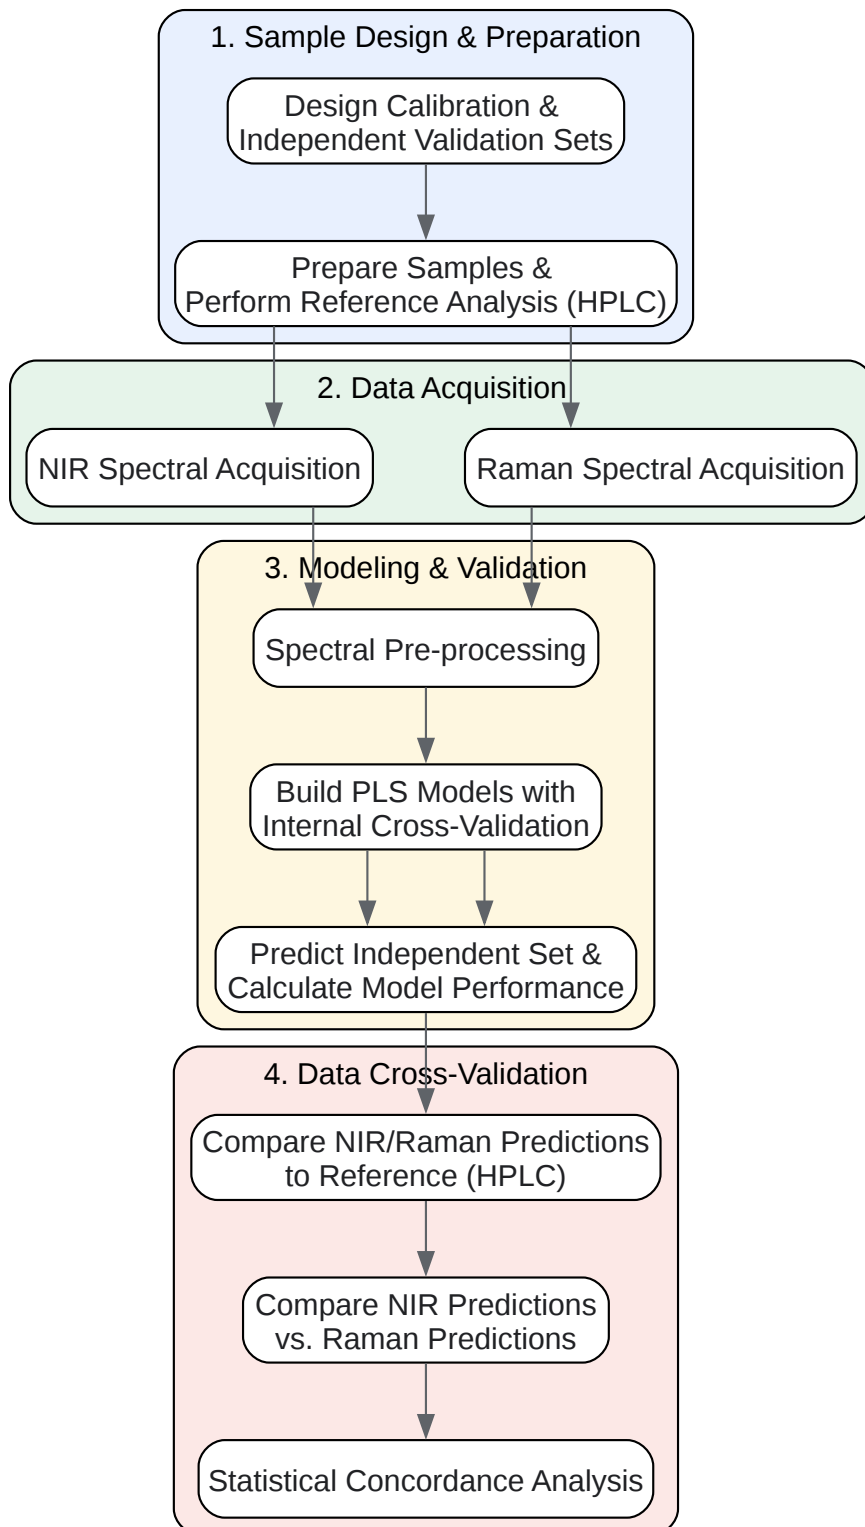 1. Sample Design & Preparation
Design Calibration &
Independent Validation Sets
Prepare Samples &
Perform Reference Analysis (HPLC)
2. Data Acquisition
NIR Spectral Acquisition
Raman Spectral Acquisition
3. Modeling & Validation
Spectral Pre-processing
Build PLS Models with
Internal Cross-Validation
Predict Independent Set &
Calculate Model Performance
4. Data Cross-Validation
Compare NIR/Raman Predictions
to Reference (HPLC)
Compare NIR Predictions
vs. Raman Predictions
Statistical Concordance Analysis